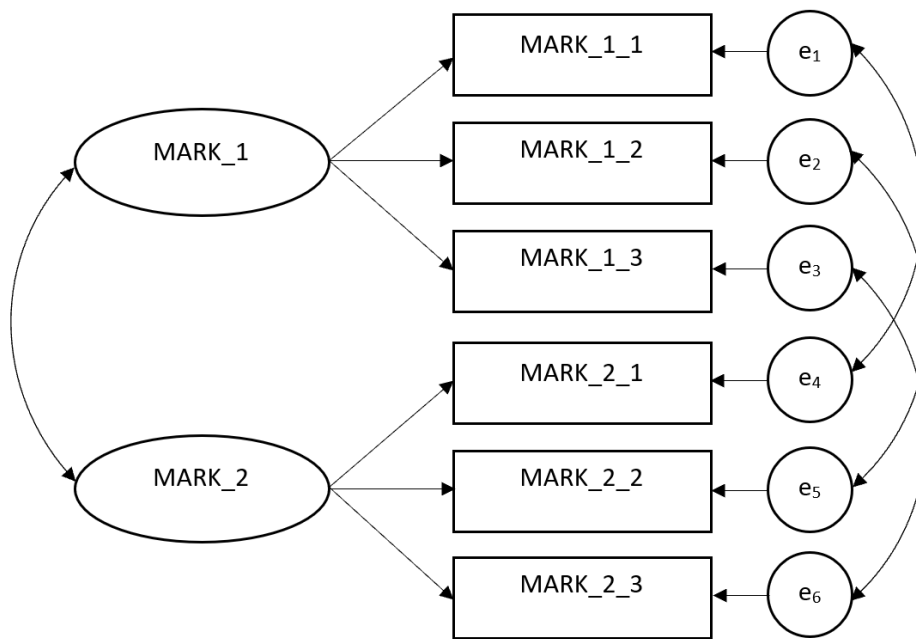 MARK_1_1
e₁
MARK_1
MARK_1_2
e₂
MARK_1_3
e₃
MARK_2_1
e₄
MARK_2
MARK_2_2
e₅
MARK_2_3
e₆